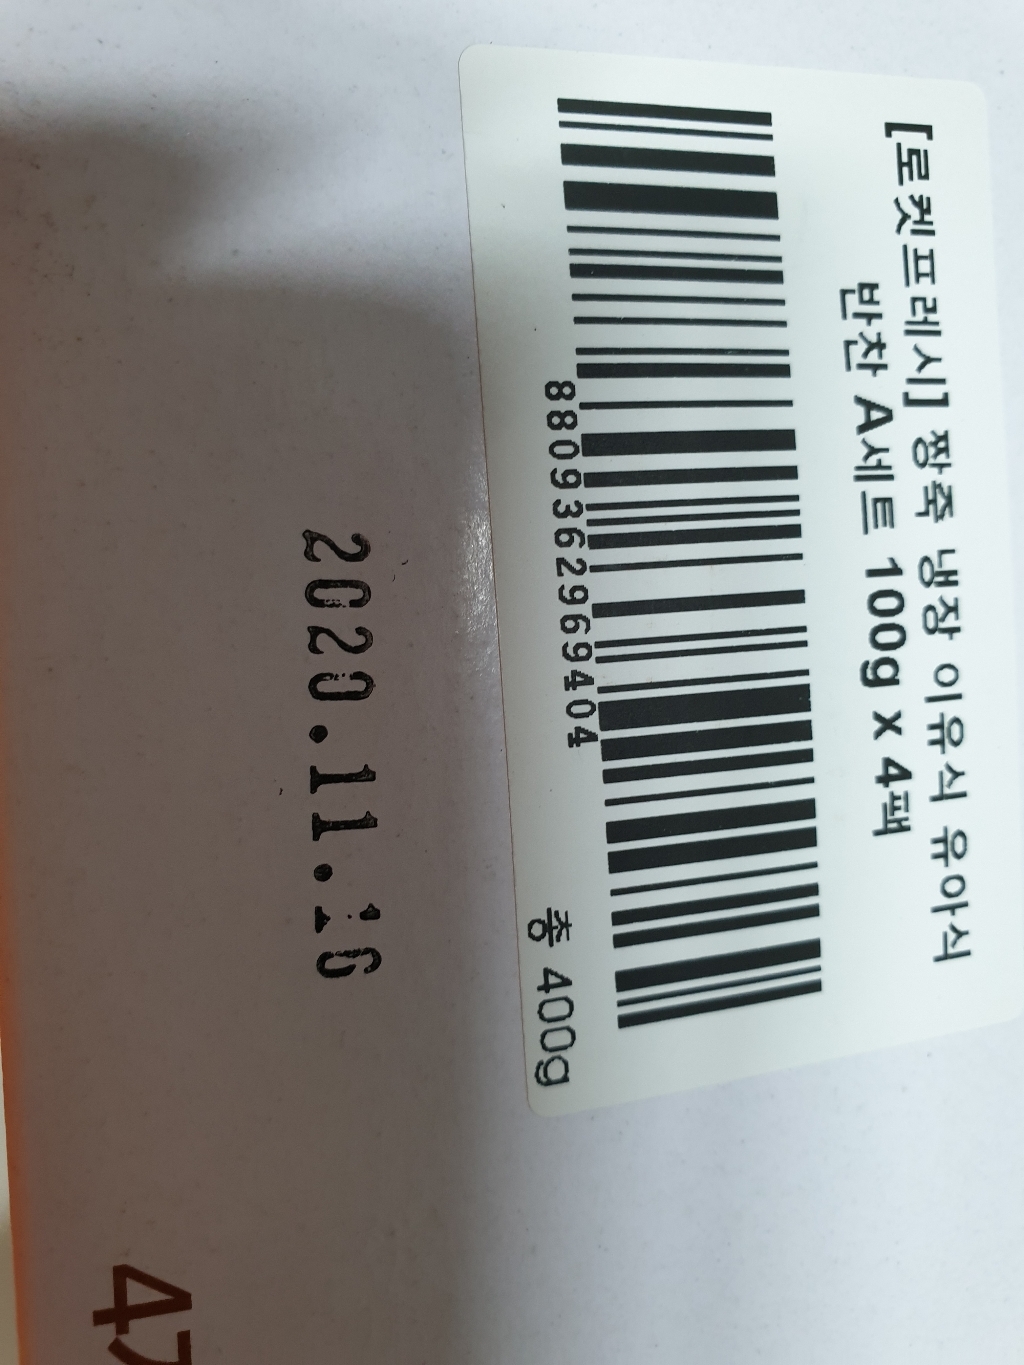 [로켓프레시] 짱죽 냉장 이유식 유아식
반찬 A세트 100g x 4팩
8809362969404
총 400g
2020.11.16